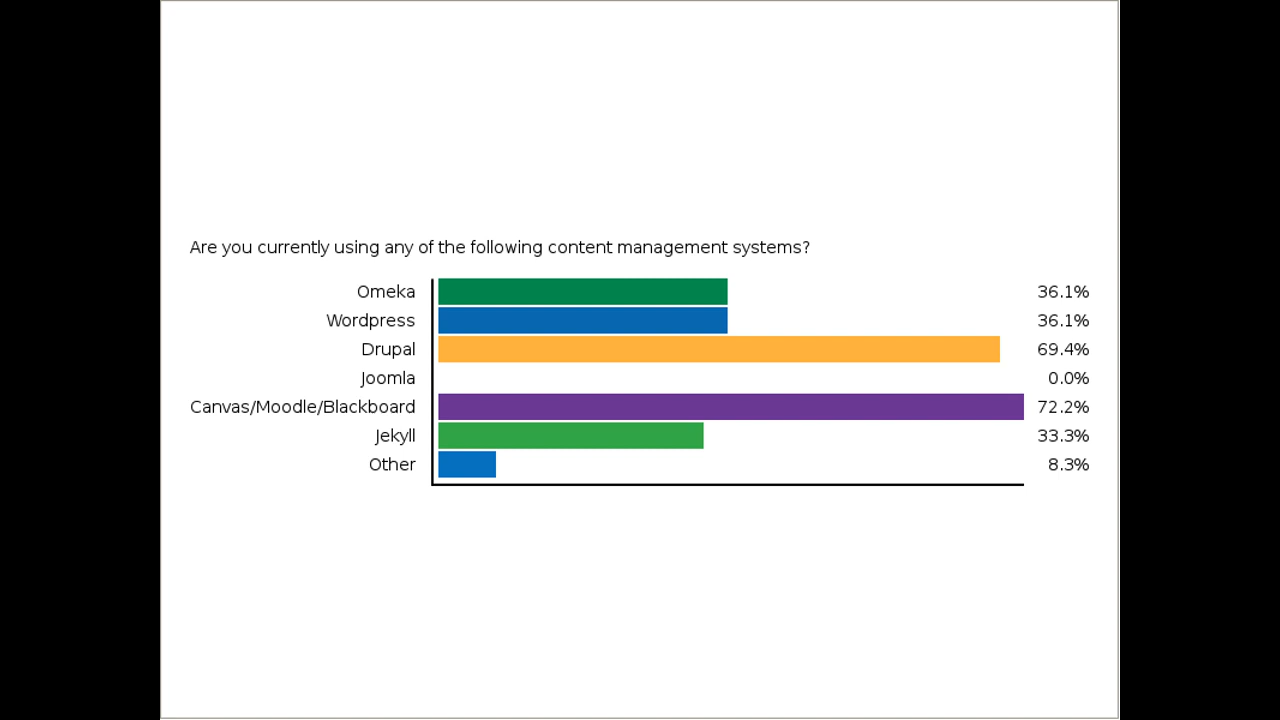 Are you currently using any of the following content management systems?
Omeka 36.1%
Wordpress 36.1%
Drupal 69.4%
Joomla 0.0%
Canvas/Moodle/Blackboard 72.2%
Jekyll 33.3%
Other 8.3%